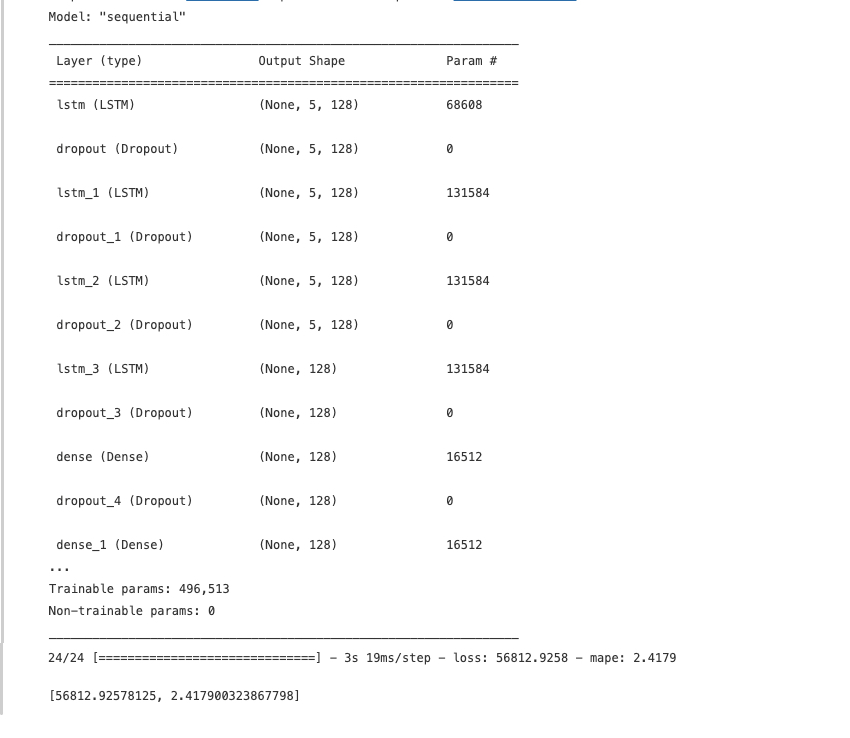 Model: "sequential"
Layer (type) Output Shape Param #
=================================================================
lstm (LSTM) (None, 5, 128) 68608
dropout (Dropout) (None, 5, 128) 0
lstm_1 (LSTM) (None, 5, 128) 131584
dropout_1 (Dropout) (None, 5, 128) 0
lstm_2 (LSTM) (None, 5, 128) 131584
dropout_2 (Dropout) (None, 5, 128) 0
lstm_3 (LSTM) (None, 128) 131584
dropout_3 (Dropout) (None, 128) 0
dense (Dense) (None, 128) 16512
dropout_4 (Dropout) (None, 128) 0
dense_1 (Dense) (None, 128) 16512
...
Trainable params: 496,513
Non-trainable params: 0
24/24 [==============================] - 3s 19ms/step - loss: 56812.9258 - mape: 2.4179
[56812.92578125, 2.417900323867798]